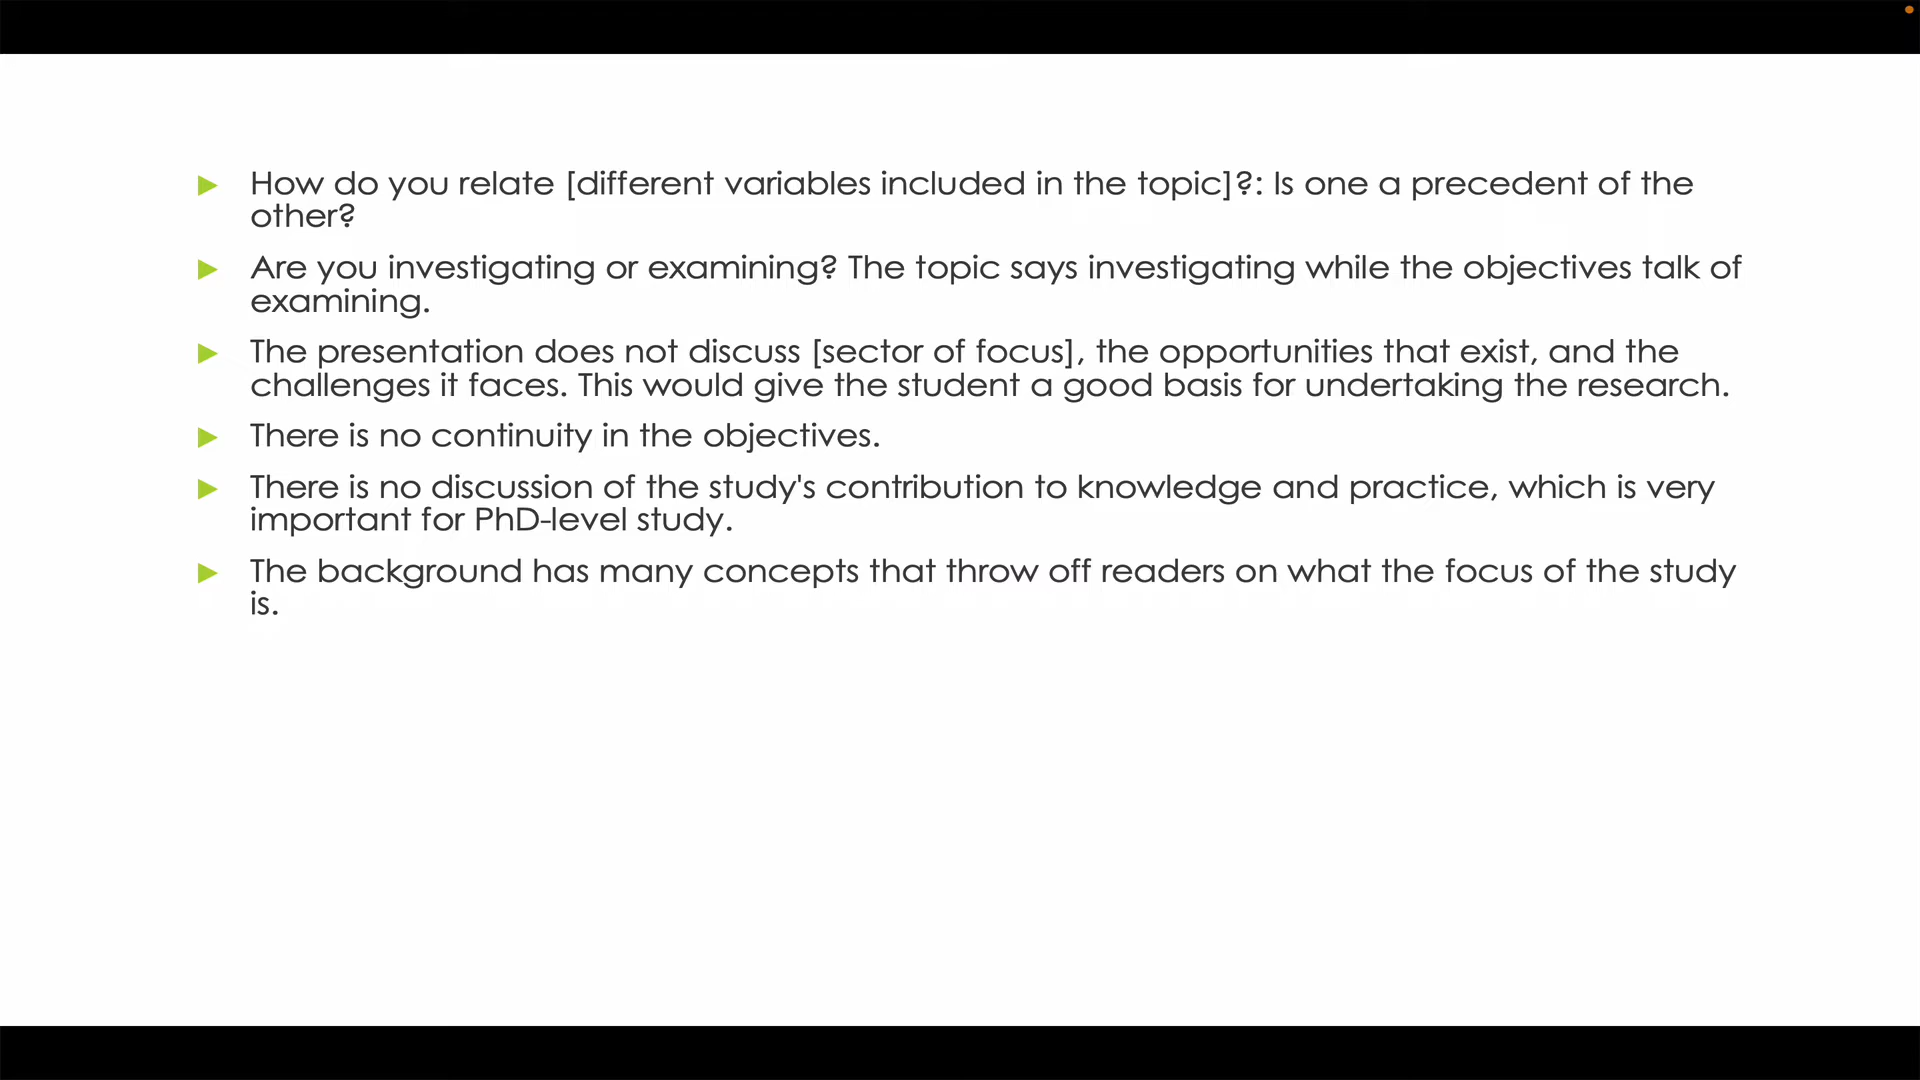 How do you relate [different variables included in the topic]?: Is one a precedent of the
other?
Are you investigating or examining? The topic says investigating while the objectives talk of
examining.
The presentation does not discuss [sector of focus], the opportunities that exist, and the
challenges it faces. This would give the student a good basis for undertaking the research.
There is no continuity in the objectives.
There is no discussion of the study's contribution to knowledge and practice, which is very
important for PhD-level study.
The background has many concepts that throw off readers on what the focus of the study
is.